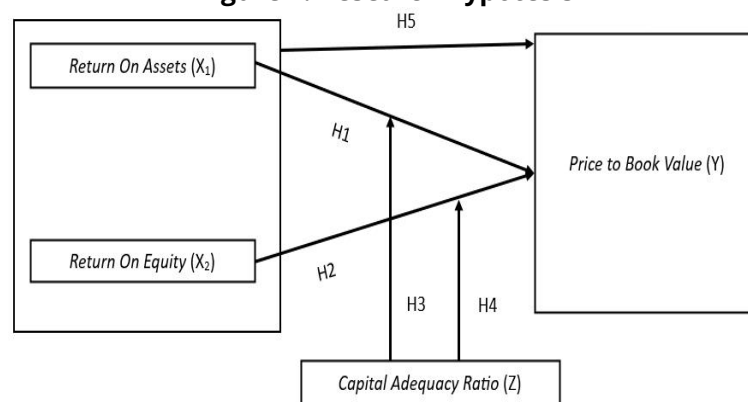 H5
Return On Assets (X₁)
H1
Price to Book Value (Y)
Return On Equity (X₂)
H2
H3
H4
Capital Adequacy Ratio (Z)